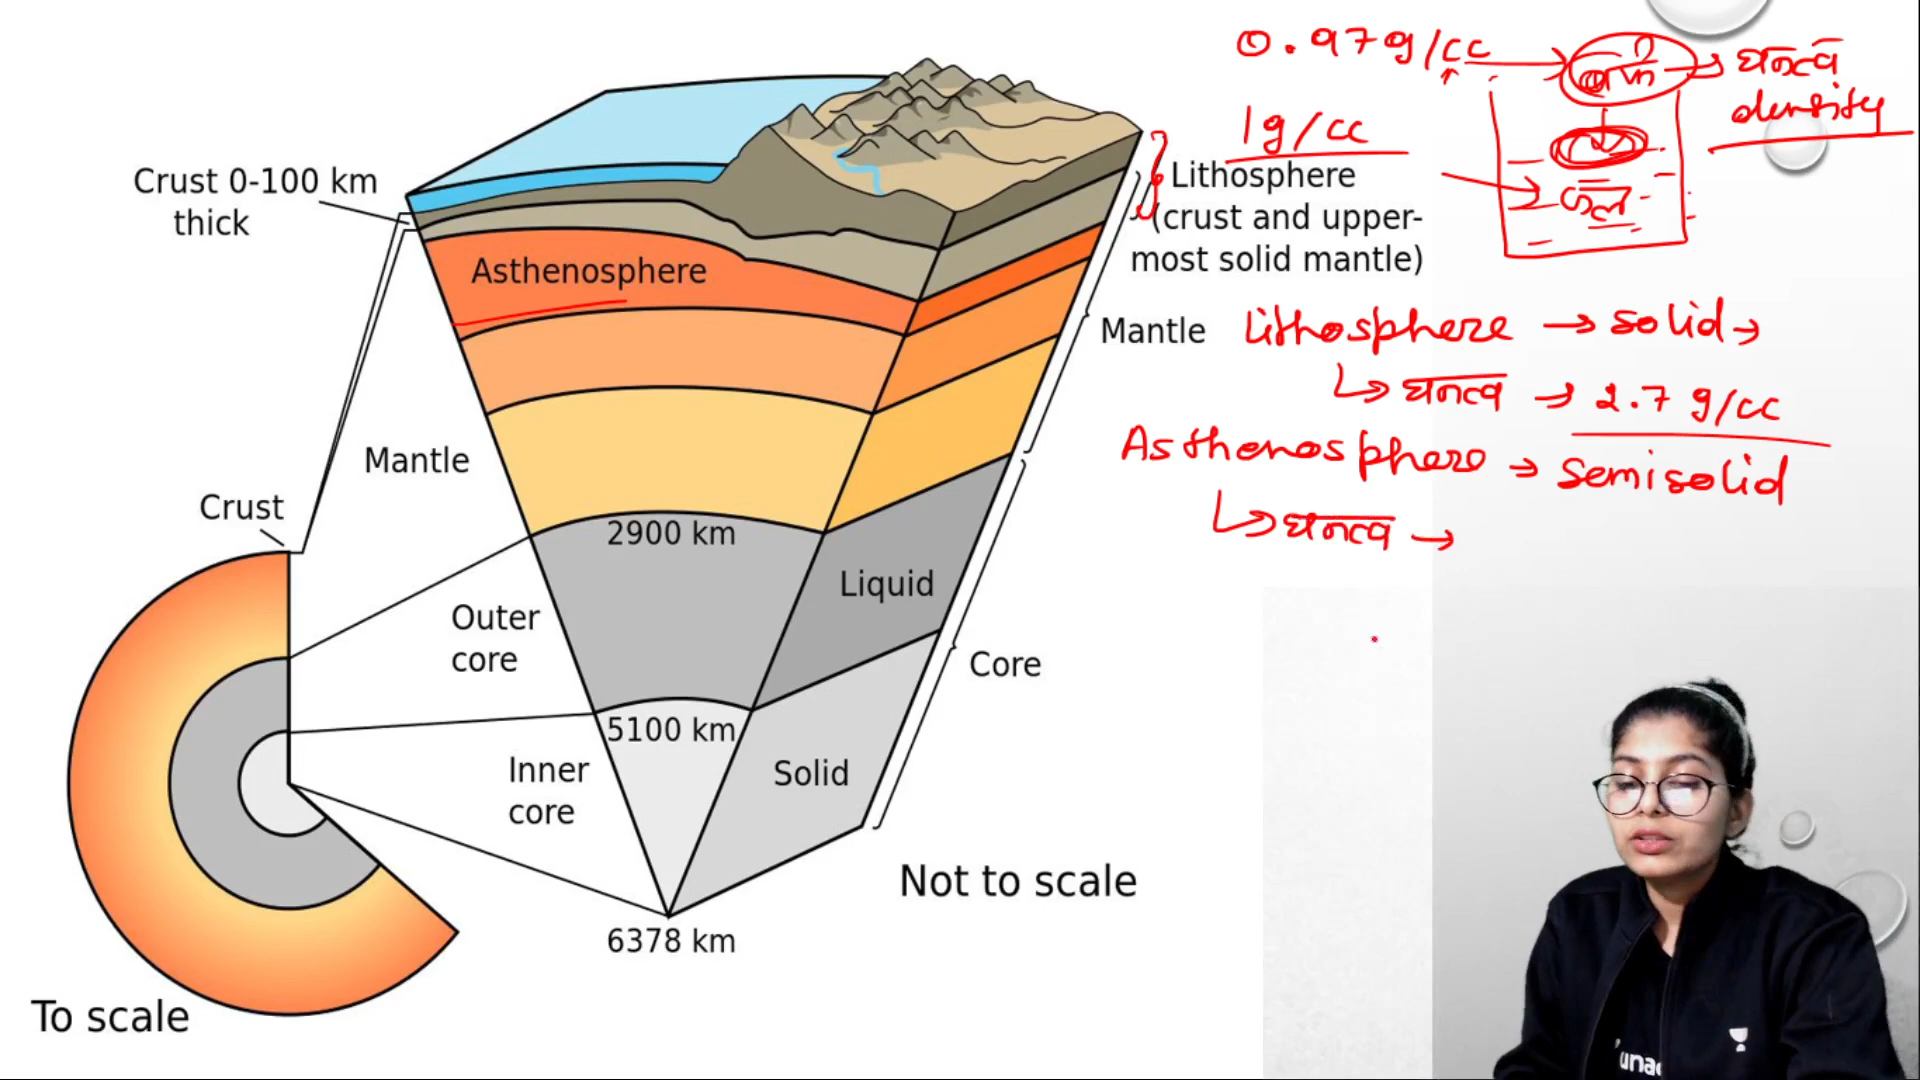 0.97g/cc → बर्फ → घनत्व
density
1g/cc
जल
Crust 0-100 km
thick
Lithosphere
(crust and upper-
most solid mantle)
Asthenosphere
Mantle
Lithosphere → solid →
↳ घनत्व → 2.7 g/cc
Asthenosphere → semisolid
↳ घनत्व →
Mantle
Crust
2900 km
Liquid
Outer
core
Core
5100 km
Inner
core
Solid
Not to scale
6378 km
To scale